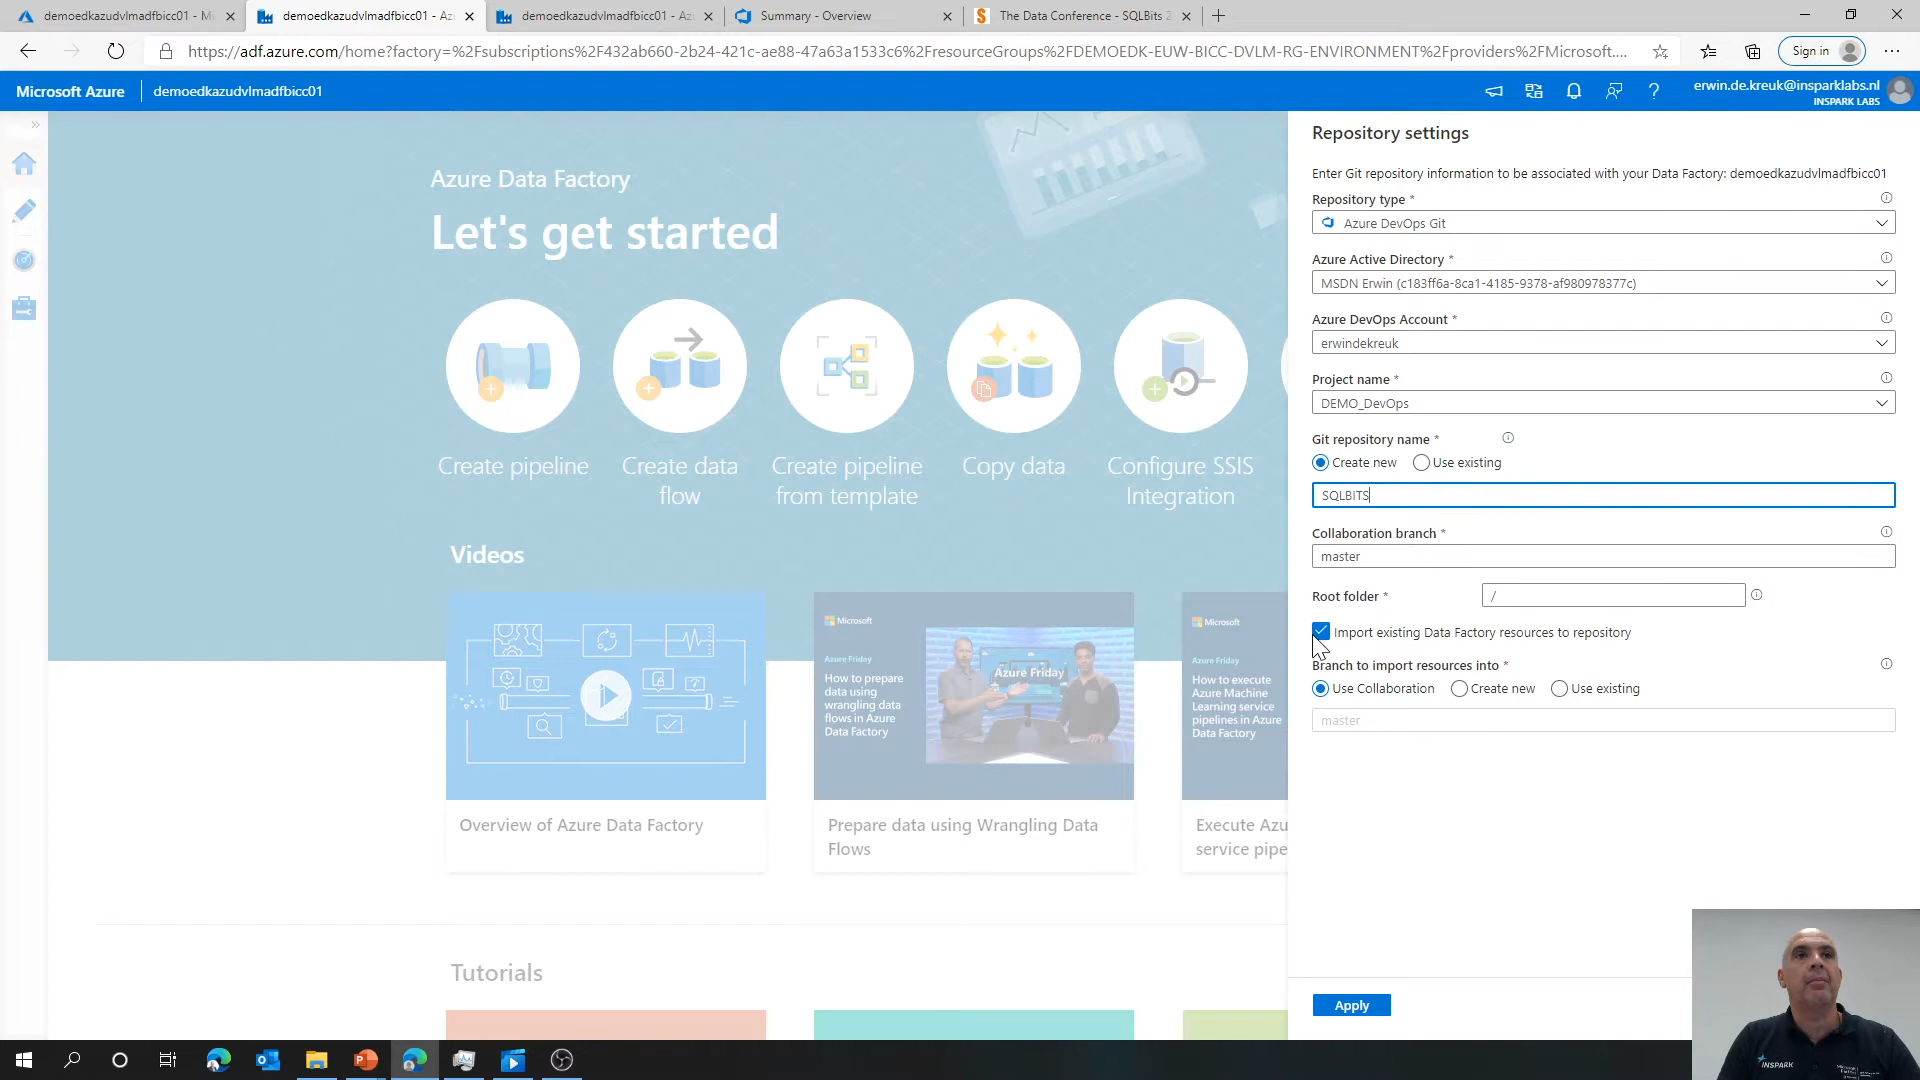 demoedkazudvlmadfbicc01 - Mi
demoedkazudvlmadfbicc01 - Az
demoedkazudvlmadfbicc01 - Az
Summary - Overview
The Data Conference - SQLBits 2
https://adf.azure.com/home?factory=%2Fsubscriptions%2F432ab660-2b24-421c-ae88-47a63a1533c6%2FresourceGroups%2FDEMOEDK-EUW-BICC-DVLM-RG-ENVIRONMENT%2Fproviders%2FMicrosoft....
Sign in
Microsoft Azure
demoedkazudvlmadfbicc01
erwin.de.kreuk@insparklabs.nl
INSPARK LABS
Azure Data Factory
Let's get started
Create pipeline
Create data
flow
Create pipeline
from template
Copy data
Configure SSIS
Integration
Videos
Microsoft
Azure Friday
How to prepare
data using
wrangling data
flows in Azure
Data Factory
Azure Friday
Microsoft
Azure Friday
How to execute
Azure Machine
Learning service
pipelines in Azure
Data Factory
Overview of Azure Data Factory
Prepare data using Wrangling Data
Flows
Execute Azu
service pipe
Tutorials
Repository settings
Enter Git repository information to be associated with your Data Factory: demoedkazudvlmadfbicc01
Repository type *
Azure DevOps Git
Azure Active Directory *
MSDN Erwin (c183ff6a-8ca1-4185-9378-af980978377c)
Azure DevOps Account *
erwindekreuk
Project name *
DEMO_DevOps
Git repository name *
Create new Use existing
SQLBITS
Collaboration branch *
master
Root folder * /
Import existing Data Factory resources to repository
Branch to import resources into *
Use Collaboration Create new Use existing
master
Apply
INSPARK